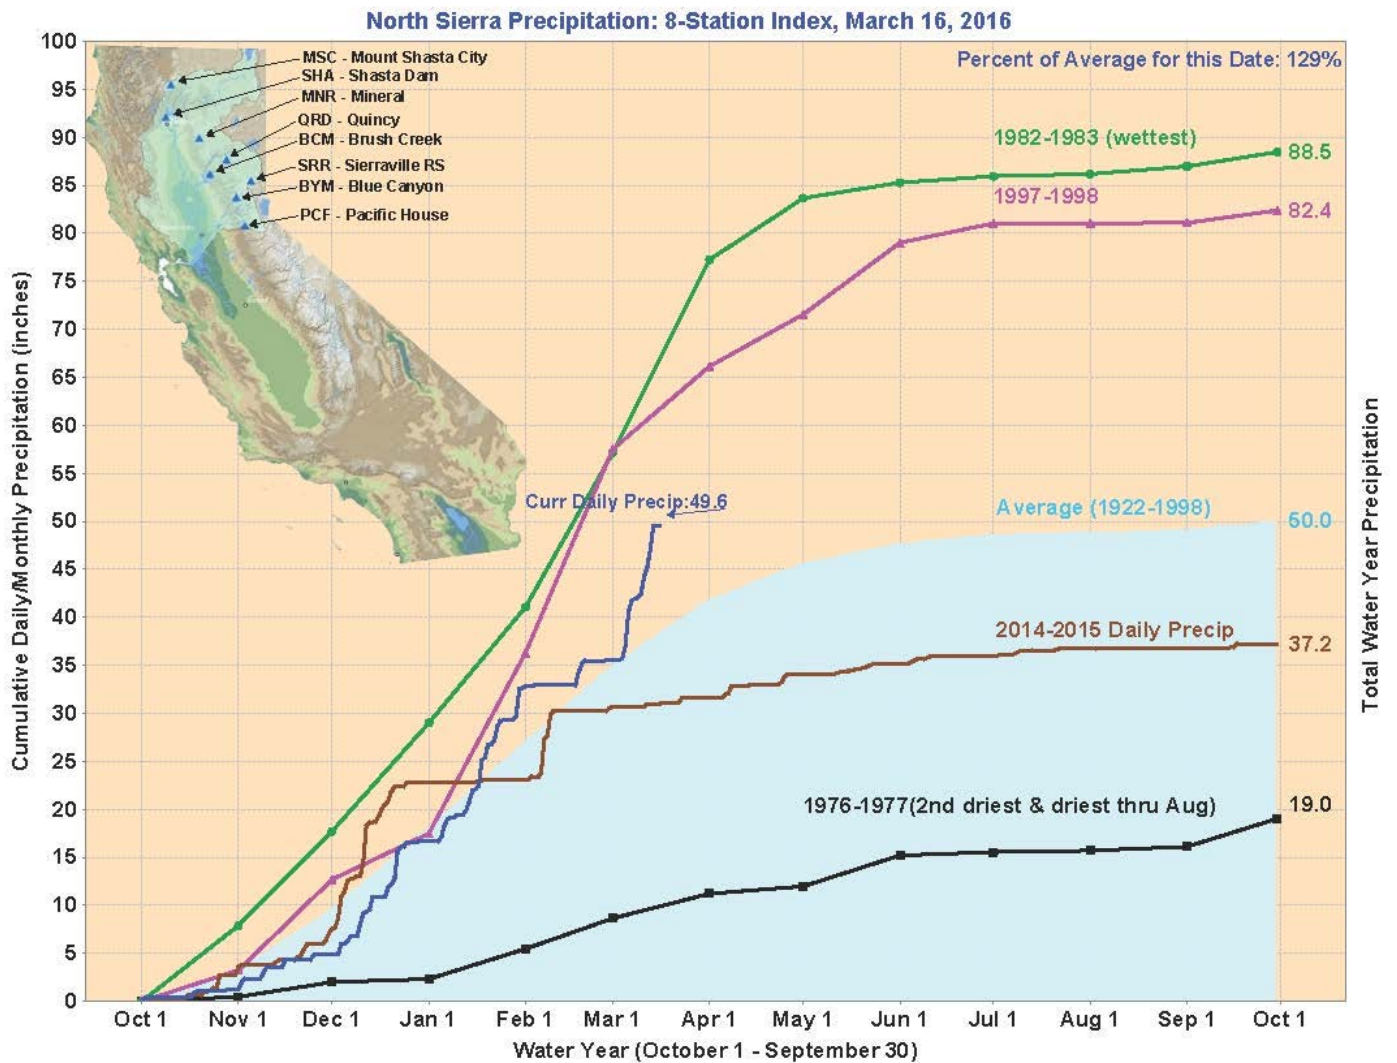 North Sierra Precipitation: 8-Station Index, March 16, 2016
Percent of Average for this Date: 129%
MSC - Mount Shasta City
SHA - Shasta Dam
MNR - Mineral
QRD - Quincy
BCM - Brush Creek
SRR - Sierraville RS
BYM - Blue Canyon
PCF - Pacific House
Cumulative Daily/Monthly Precipitation (inches)
100
95
90
85
80
75
70
65
60
55
50
45
40
35
30
25
20
15
10
5
0
1982-1983 (wettest)
88.5
1997-1998
82.4
Curr Daily Precip:49.6
Average (1922-1998)
50.0
2014-2015 Daily Precip
37.2
1976-1977(2nd driest & driest thru Aug)
19.0
Total Water Year Precipitation
Oct 1 Nov 1 Dec 1 Jan 1 Feb 1 Mar 1 Apr 1 May 1 Jun 1 Jul 1 Aug 1 Sep 1 Oct 1
Water Year (October 1 - September 30)